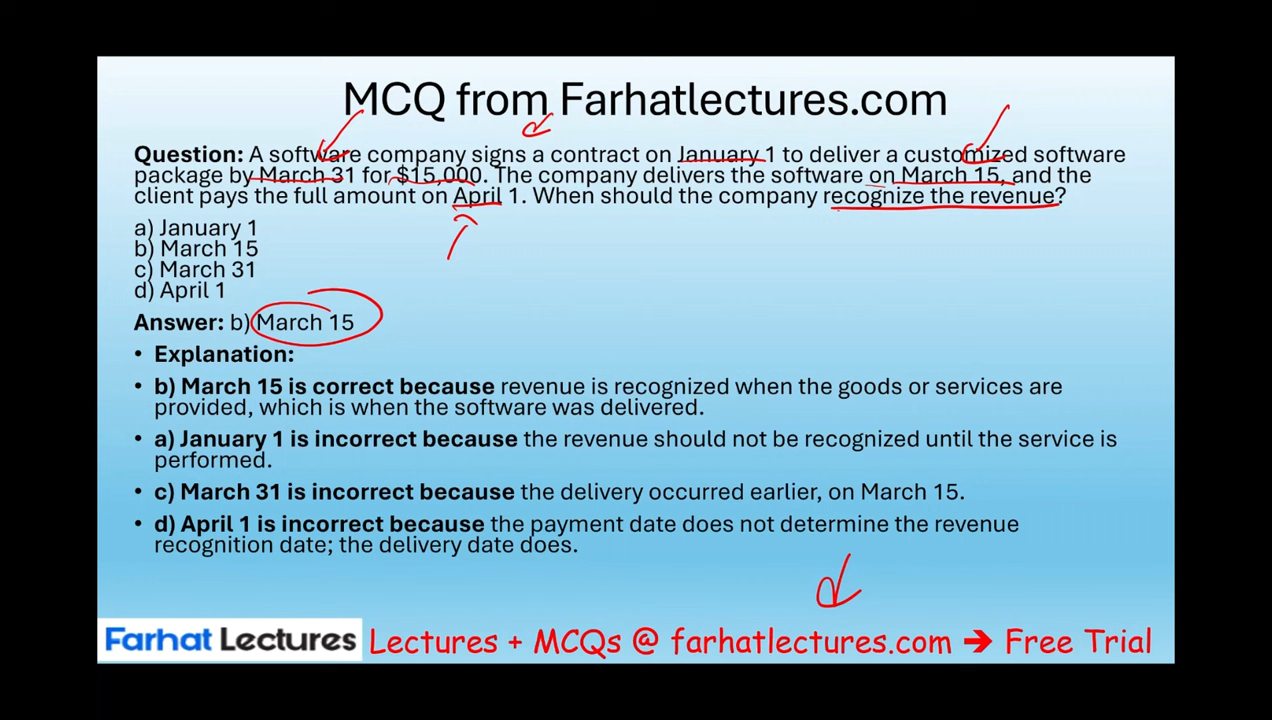 MCQ from Farhatlectures.com
Question: A software company signs a contract on January 1 to deliver a customized software
package by March 31 for $15,000. The company delivers the software on March 15, and the
client pays the full amount on April 1. When should the company recognize the revenue?
a) January 1
b) March 15
c) March 31
d) April 1
Answer: b) March 15
• Explanation:
• b) March 15 is correct because revenue is recognized when the goods or services are
provided, which is when the software was delivered.
• a) January 1 is incorrect because the revenue should not be recognized until the service is
performed.
• c) March 31 is incorrect because the delivery occurred earlier, on March 15.
• d) April 1 is incorrect because the payment date does not determine the revenue
recognition date; the delivery date does.
Farhat Lectures Lectures + MCQs @ farhatlectures.com ➔ Free Trial